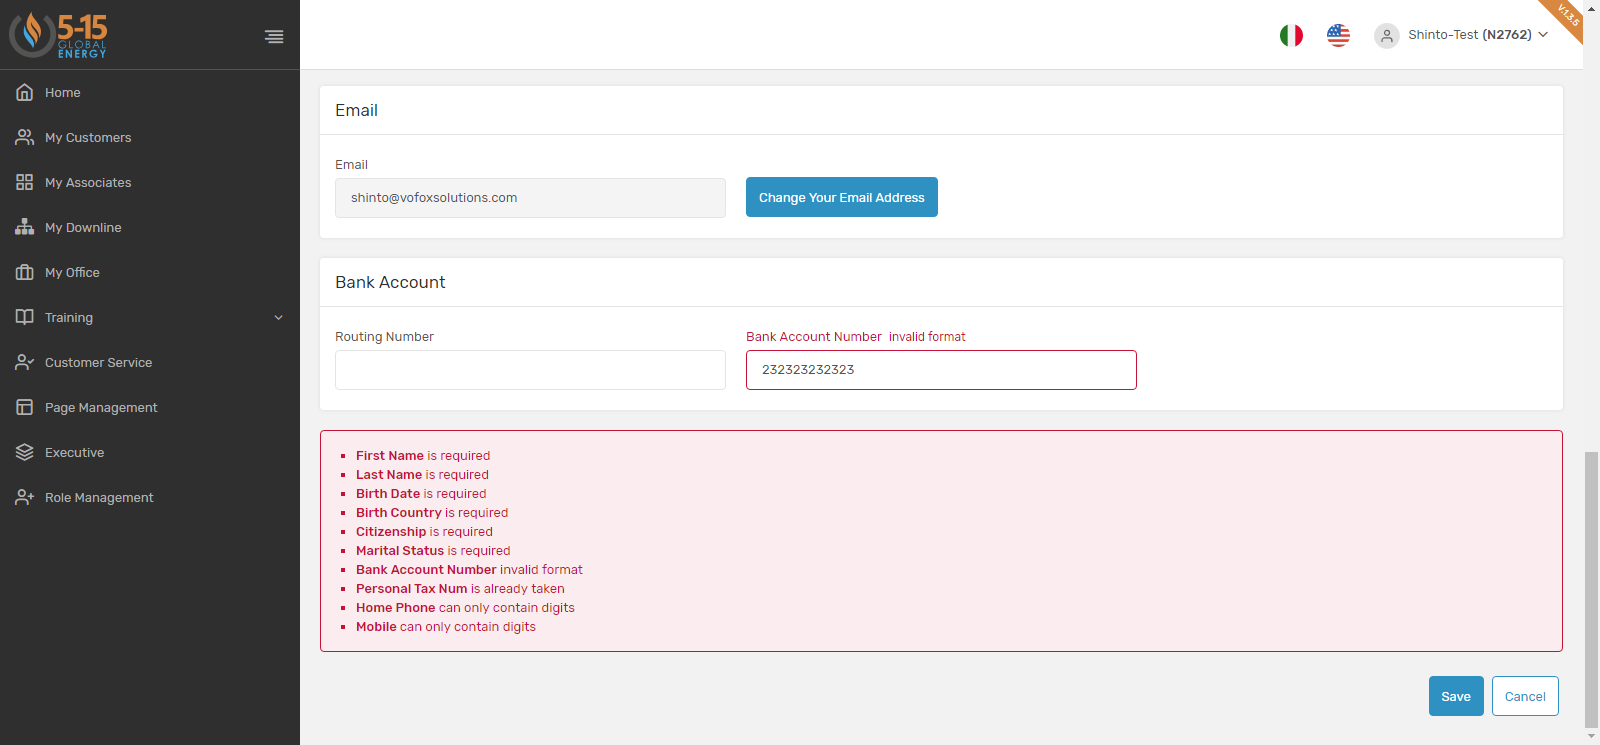 5-15
GLOBAL
ENERGY
Shinto-Test (N2762)
V.1.3.5
Home
My Customers
My Associates
My Downline
My Office
Training
Customer Service
Page Management
Executive
Role Management
Email
Email
shinto@vofoxsolutions.com
Change Your Email Address
Bank Account
Routing Number
Bank Account Number invalid format
232323232323
First Name is required
Last Name is required
Birth Date is required
Birth Country is required
Citizenship is required
Marital Status is required
Bank Account Number invalid format
Personal Tax Num is already taken
Home Phone can only contain digits
Mobile can only contain digits
Save
Cancel